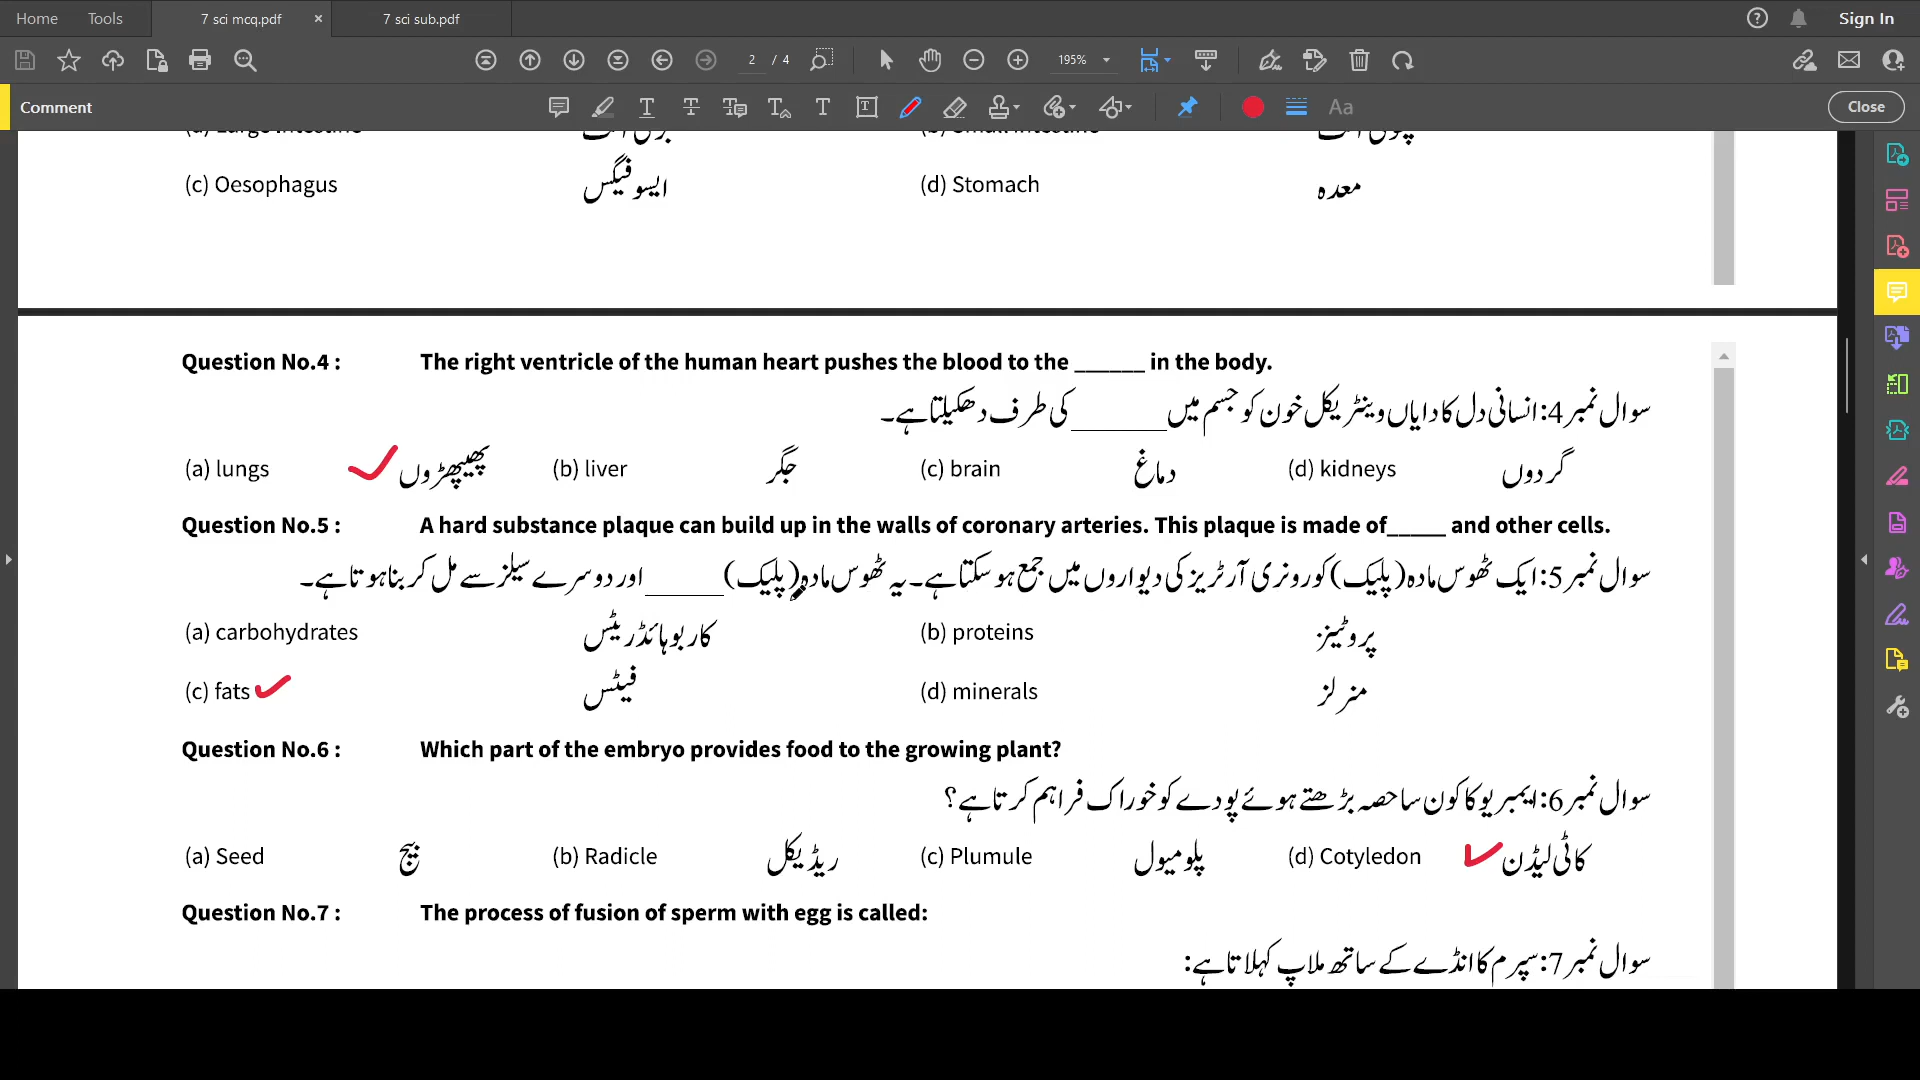 Home Tools 7 sci mcq.pdf × 7 sci sub.pdf Sign In
2 / 4 195%
Comment Close
(c) Oesophagus ایسوفیگس (d) Stomach معدہ
Question No.4 : The right ventricle of the human heart pushes the blood to the ______ in the body.
سوال نمبر 4: انسانی دل کا دایاں وینٹریکل خون کو جسم میں ______ کی طرف دھکیلتا ہے۔
(a) lungs پھیپھڑوں (b) liver جگر (c) brain دماغ (d) kidneys گردوں
Question No.5 : A hard substance plaque can build up in the walls of coronary arteries. This plaque is made of_____ and other cells.
سوال نمبر 5: ایک ٹھوس مادہ (پلیک) کورونری آرٹریز کی دیواروں میں جمع ہو سکتا ہے۔ یہ ٹھوس مادہ (پلیک) _____ اور دوسرے سیلز سے مل کر بنا ہوتا ہے۔
(a) carbohydrates کاربوہائڈریٹس (b) proteins پروٹینز
(c) fats فیٹس (d) minerals منرلز
Question No.6 : Which part of the embryo provides food to the growing plant?
سوال نمبر 6: ایمبریو کا کون سا حصہ بڑھتے ہوئے پودے کو خوراک فراہم کرتا ہے؟
(a) Seed بیج (b) Radicle ریڈیکل (c) Plumule پلومیول (d) Cotyledon کاٹی لیڈن
Question No.7 : The process of fusion of sperm with egg is called:
سوال نمبر 7: سپرم کا انڈے کے ساتھ ملاپ کہلاتا ہے: